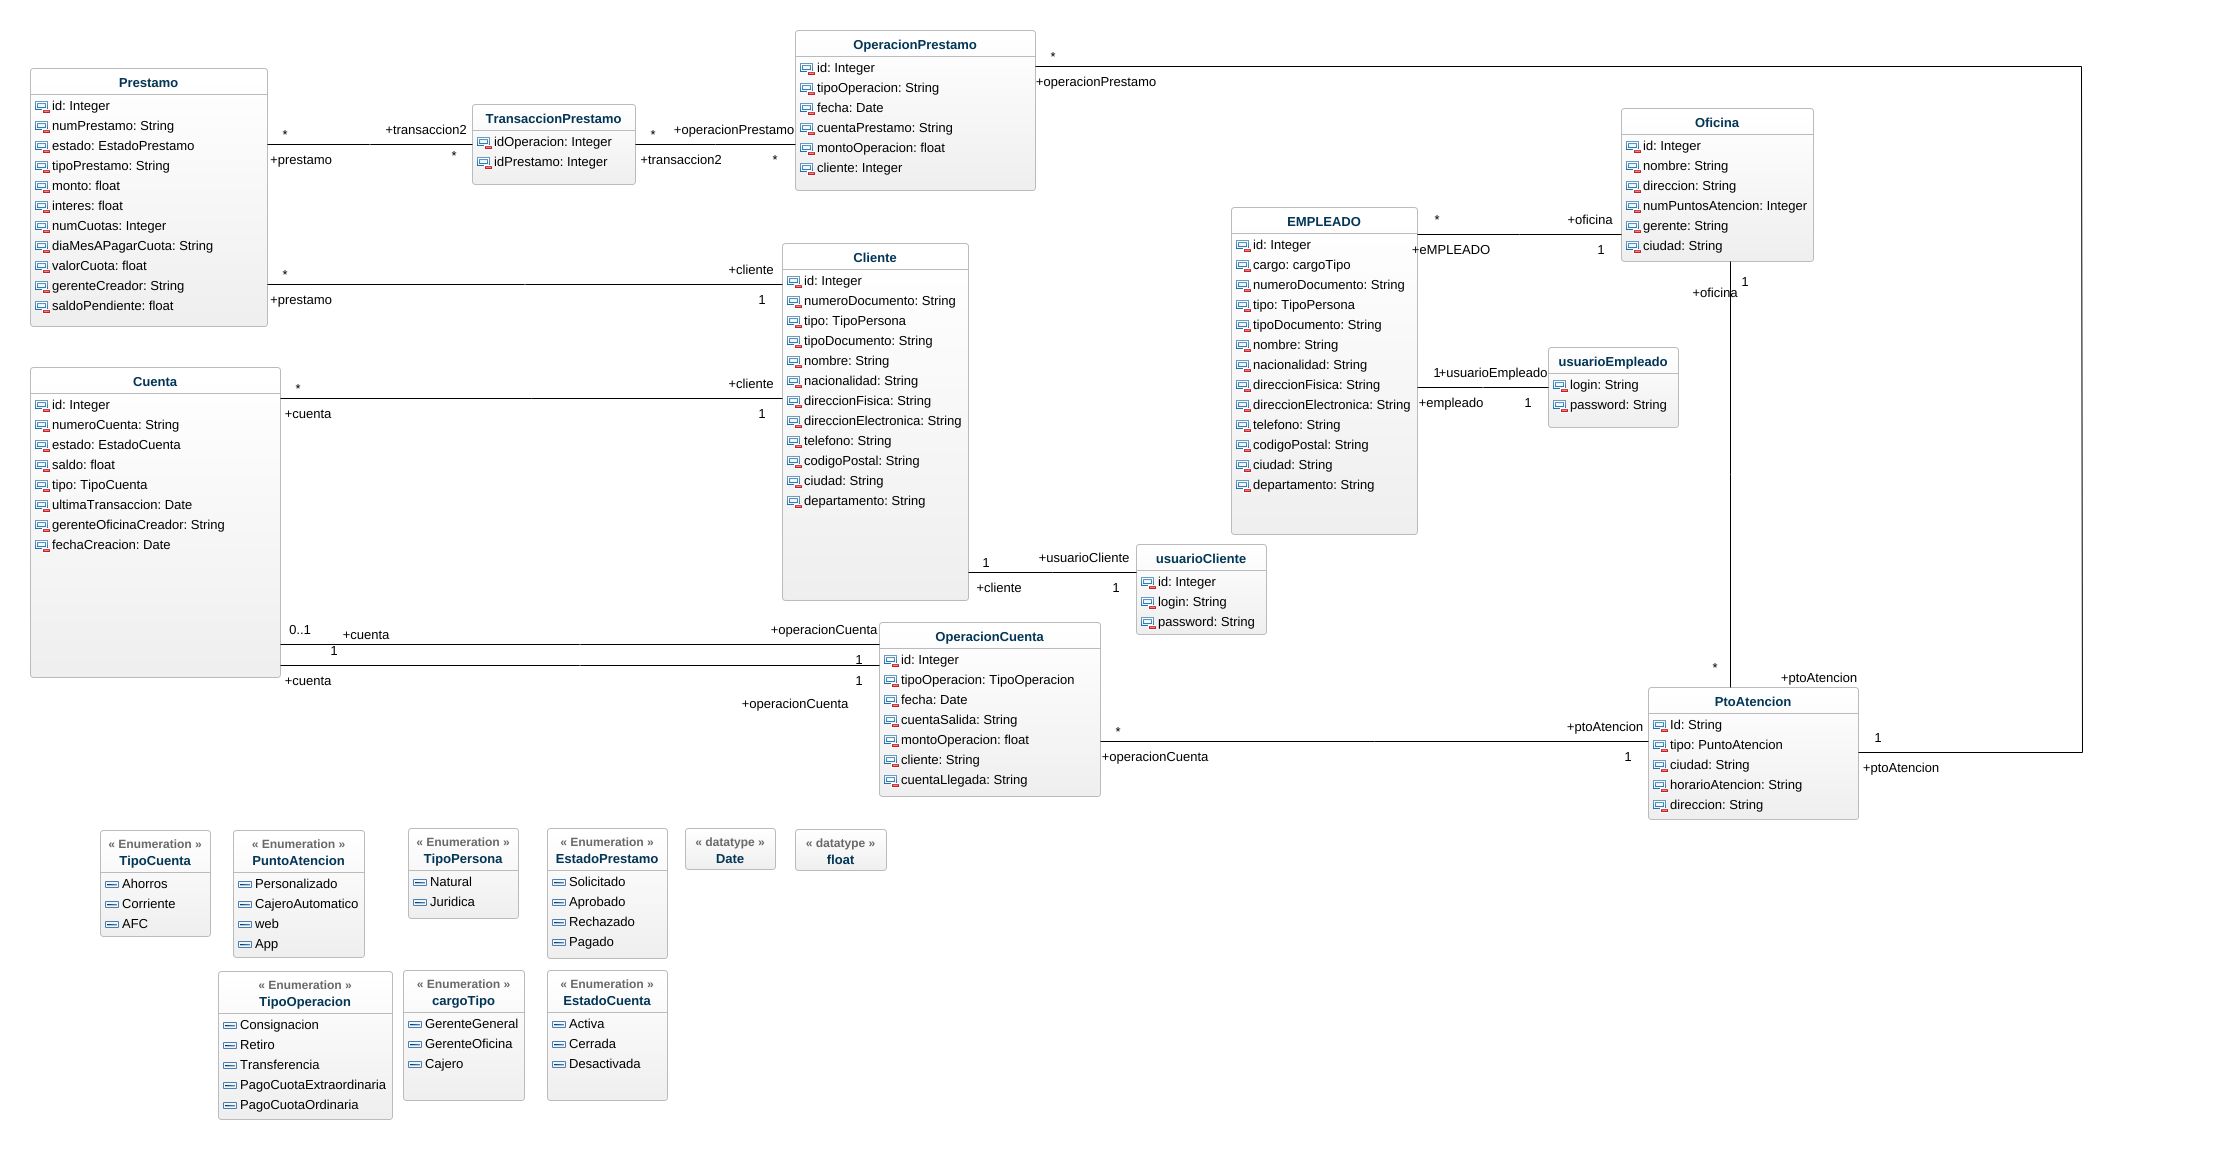 OperacionPrestamo
id: Integer
tipoOperacion: String
fecha: Date
cuentaPrestamo: String
montoOperacion: float
cliente: Integer
*
+operacionPrestamo
Prestamo
id: Integer
numPrestamo: String
estado: EstadoPrestamo
tipoPrestamo: String
monto: float
interes: float
numCuotas: Integer
diaMesAPagarCuota: String
valorCuota: float
gerenteCreador: String
saldoPendiente: float
*
+prestamo
+transaccion2
*
TransaccionPrestamo
idOperacion: Integer
idPrestamo: Integer
*
+transaccion2
+operacionPrestamo
*
Oficina
id: Integer
nombre: String
direccion: String
numPuntosAtencion: Integer
gerente: String
ciudad: String
EMPLEADO
id: Integer
cargo: cargoTipo
numeroDocumento: String
tipo: TipoPersona
tipoDocumento: String
nombre: String
nacionalidad: String
direccionFisica: String
direccionElectronica: String
telefono: String
codigoPostal: String
ciudad: String
departamento: String
*
+eMPLEADO
+oficina
1
1
+oficina
*
+prestamo
+cliente
1
Cliente
id: Integer
numeroDocumento: String
tipo: TipoPersona
tipoDocumento: String
nombre: String
nacionalidad: String
direccionFisica: String
direccionElectronica: String
telefono: String
codigoPostal: String
ciudad: String
departamento: String
1
+usuarioEmpleado
+empleado
1
usuarioEmpleado
login: String
password: String
Cuenta
id: Integer
numeroCuenta: String
estado: EstadoCuenta
saldo: float
tipo: TipoCuenta
ultimaTransaccion: Date
gerenteOficinaCreador: String
fechaCreacion: Date
*
+cuenta
+cliente
1
1
+cliente
+usuarioCliente
1
usuarioCliente
id: Integer
login: String
password: String
0..1
+cuenta
1
+cuenta
+operacionCuenta
1
1
+operacionCuenta
OperacionCuenta
id: Integer
tipoOperacion: TipoOperacion
fecha: Date
cuentaSalida: String
montoOperacion: float
cliente: String
cuentaLlegada: String
*
+operacionCuenta
+ptoAtencion
1
*
+ptoAtencion
PtoAtencion
Id: String
tipo: PuntoAtencion
ciudad: String
horarioAtencion: String
direccion: String
1
+ptoAtencion
« Enumeration »
TipoCuenta
Ahorros
Corriente
AFC
« Enumeration »
PuntoAtencion
Personalizado
CajeroAutomatico
web
App
« Enumeration »
TipoPersona
Natural
Juridica
« Enumeration »
EstadoPrestamo
Solicitado
Aprobado
Rechazado
Pagado
« datatype »
Date
« datatype »
float
« Enumeration »
TipoOperacion
Consignacion
Retiro
Transferencia
PagoCuotaExtraordinaria
PagoCuotaOrdinaria
« Enumeration »
cargoTipo
GerenteGeneral
GerenteOficina
Cajero
« Enumeration »
EstadoCuenta
Activa
Cerrada
Desactivada